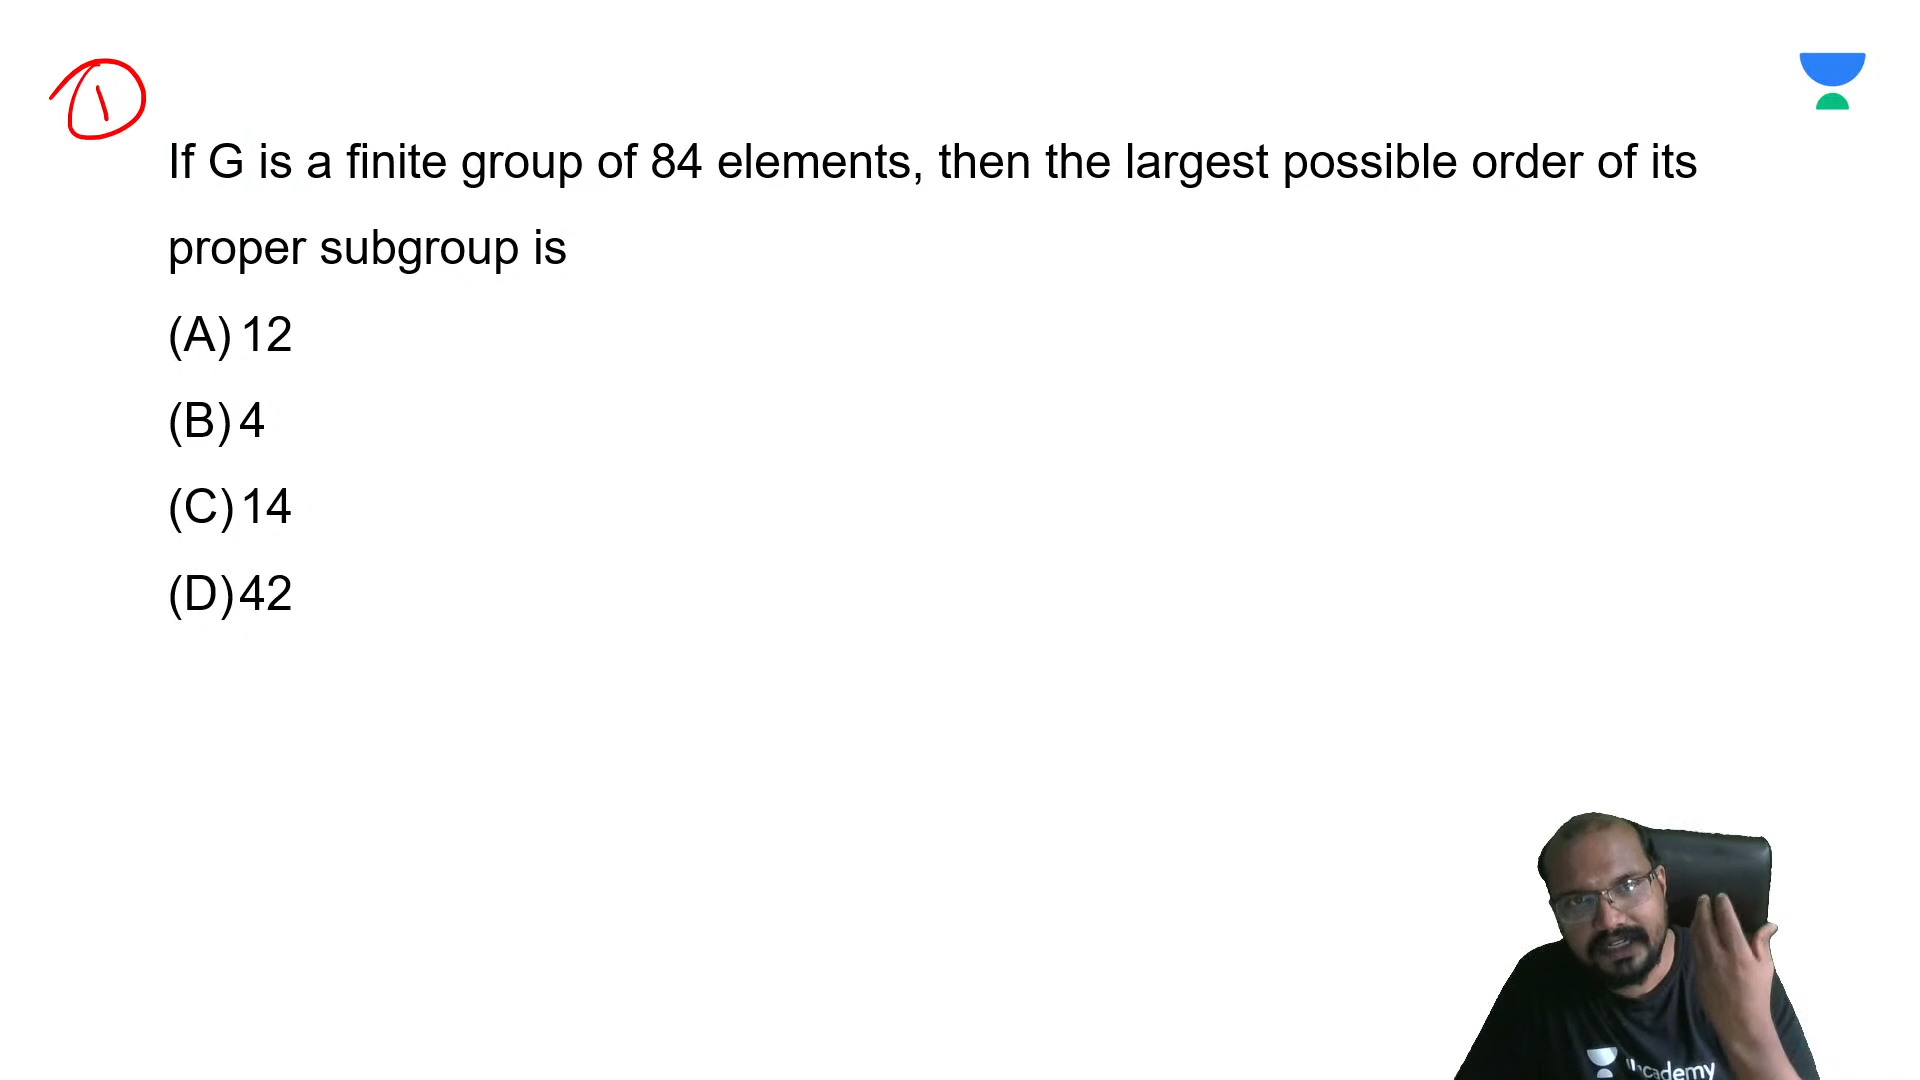 1
If G is a finite group of 84 elements, then the largest possible order of its
proper subgroup is
(A) 12
(B) 4
(C) 14
(D) 42
unacademy